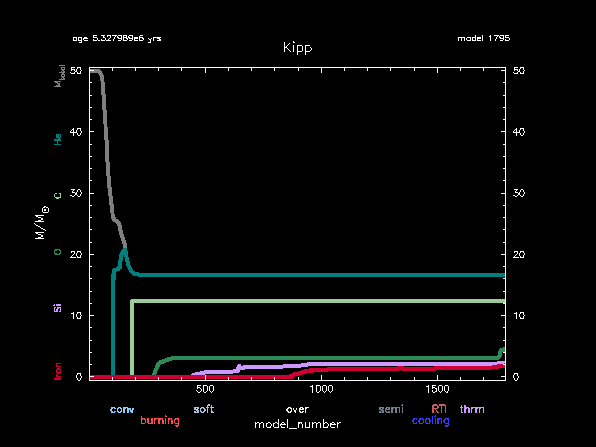 age 5.327989e6 yrs
model 1795
Kipp
M total
He
C
O
Si
Iron
M/M☉
50
40
30
20
10
0
50
40
30
20
10
0
500
1000
1500
conv
soft
over
semi
RTI
thrm
burning
cooling
model_number